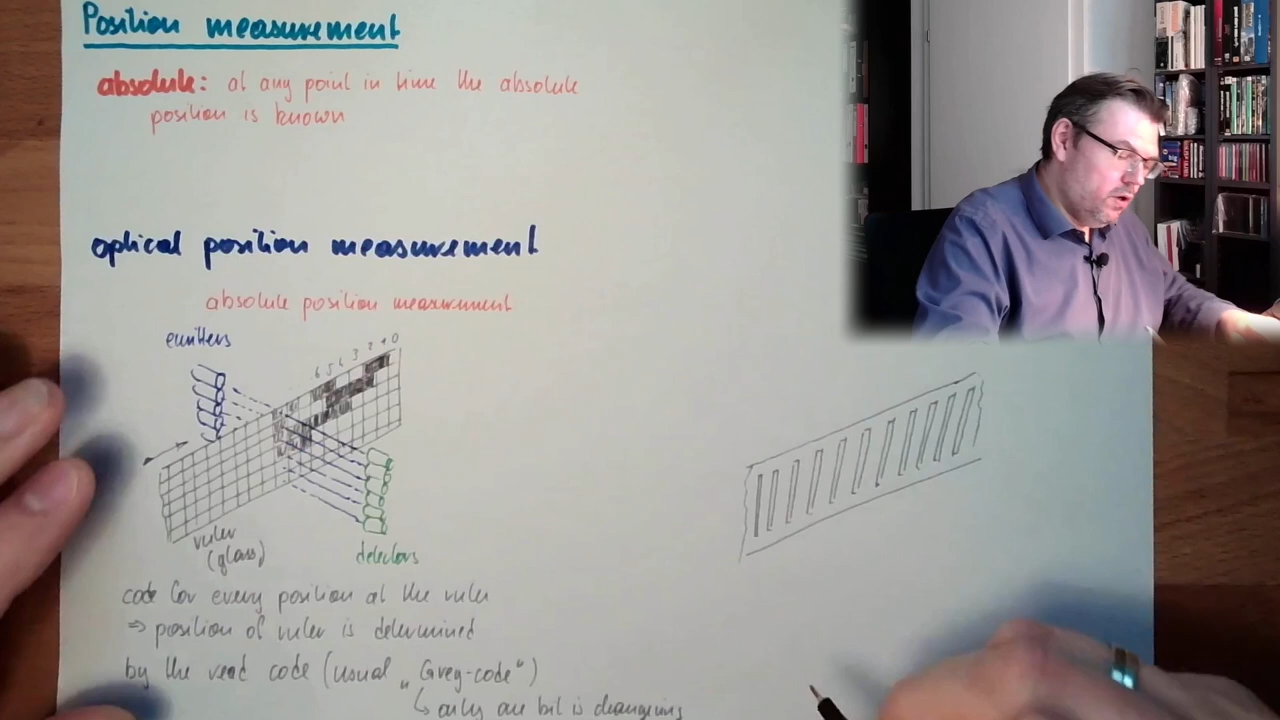 Position measurement
absolute: at any point in time the absolute
position is known
optical position measurement
absolute position measurement
emitters
6 5 4 3 2 1 0
ruler
(glass)
detectors
code for every position at the ruler
⇒ position of ruler is determined
by the read code (usual „Grey-code")
↳ only one bit is changeing